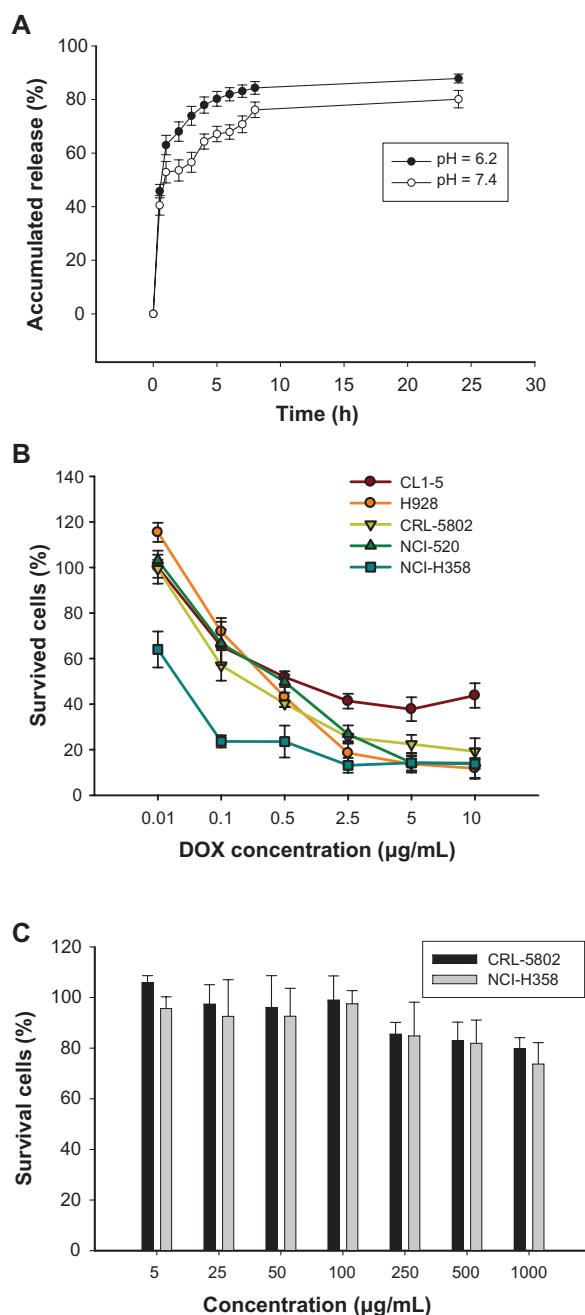 A
100
80
60
40
20
0
Accumulated release (%)
pH = 6.2
pH = 7.4
0 5 10 15 20 25 30
Time (h)
B
140
120
100
80
60
40
20
0
Survived cells (%)
CL1-5
H928
CRL-5802
NCI-520
NCI-H358
0.01 0.1 0.5 2.5 5 10
DOX concentration (µg/mL)
C
120
100
80
60
40
20
0
Survival cells (%)
CRL-5802
NCI-H358
5 25 50 100 250 500 1000
Concentration (µg/mL)